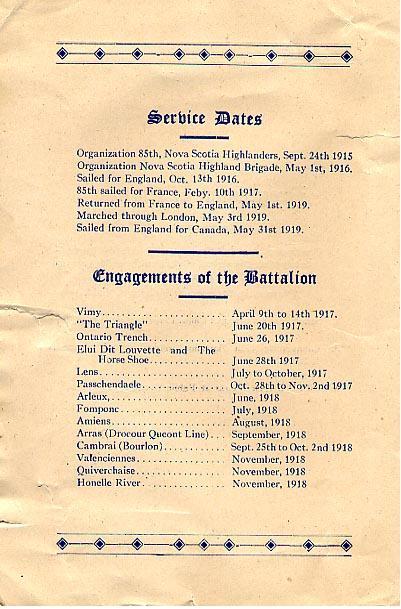 Service Dates
Organization 85th, Nova Scotia Highlanders, Sept. 24th 1915
Organization Nova Scotia Highland Brigade, May 1st, 1916.
Sailed for England, Oct. 13th 1916.
85th sailed for France, Feby. 10th 1917.
Returned from France to England, May 1st. 1919.
Marched through London, May 3rd 1919.
Sailed from England for Canada, May 31st 1919.
Engagements of the Battalion
Vimy.................... April 9th to 14th 1917.
"The Triangle" June 20th 1917.
Ontario Trench............. June 26, 1917
Elui Dit Louvette and The
Horse Shoe............. June 28th 1917
Lens...................... July to October, 1917
Passchendaele.............. Oct. 28th to Nov. 2nd 1917
Arleux,.................... June, 1918
Fomponc................... July, 1918
Amiens.................... August, 1918
Arras (Drocour Queont Line)... September, 1918
Cambrai (Bourlon)........... Sept. 25th to Oct. 2nd 1918
Valenciennes............... November, 1918
Quiverchaise............... November, 1918
Honelle River.............. November, 1918